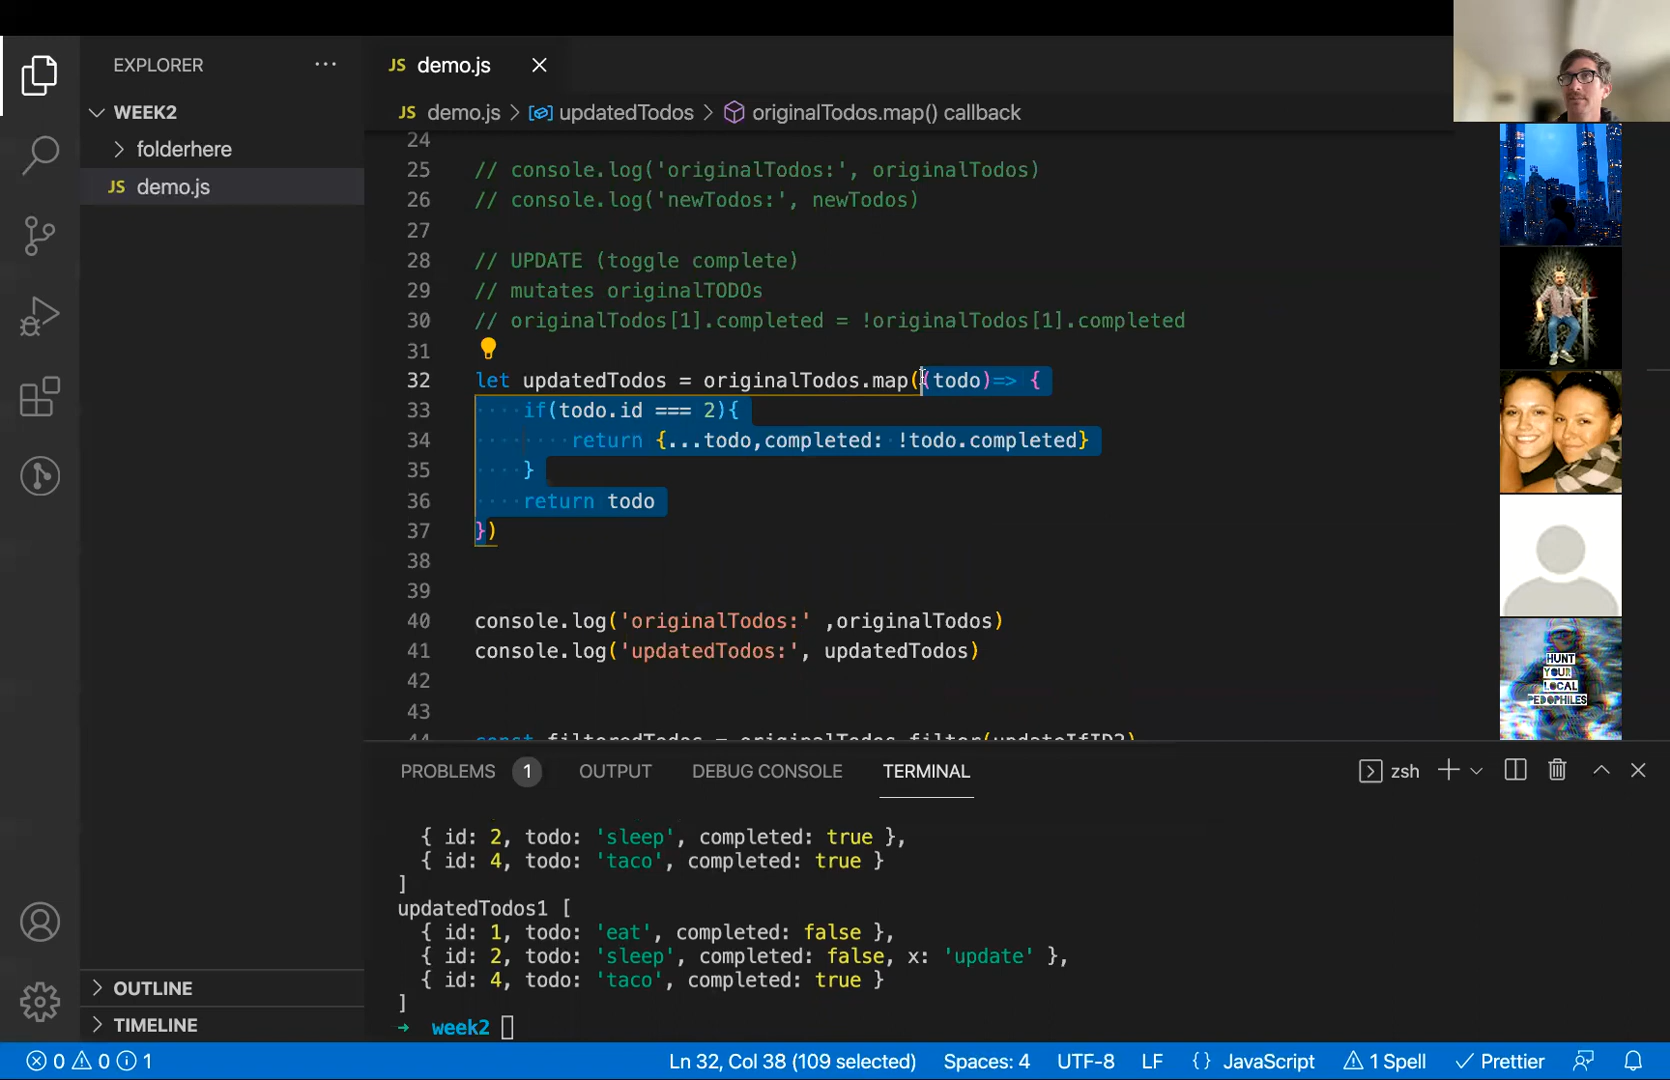 EXPLORER ···
WEEK2
folderhere
JS demo.js
OUTLINE
TIMELINE
JS demo.js
JS demo.js > updatedTodos > originalTodos.map() callback
24
25 // console.log('originalTodos:', originalTodos)
26 // console.log('newTodos:', newTodos)
27
28 // UPDATE (toggle complete)
29 // mutates originalTODOs
30 // originalTodos[1].completed = !originalTodos[1].completed
31
32 let updatedTodos = originalTodos.map((todo)=> {
33 if(todo.id === 2){
34 return {...todo,completed: !todo.completed}
35 }
36 return todo
37 })
38
39
40 console.log('originalTodos:' ,originalTodos)
41 console.log('updatedTodos:', updatedTodos)
42
43
44 const filteredTodos = originalTodos.filter(updateIfID2)
PROBLEMS 1 OUTPUT DEBUG CONSOLE TERMINAL zsh
{ id: 2, todo: 'sleep', completed: true },
{ id: 4, todo: 'taco', completed: true }
]
updatedTodos1 [
{ id: 1, todo: 'eat', completed: false },
{ id: 2, todo: 'sleep', completed: false, x: 'update' },
{ id: 4, todo: 'taco', completed: true }
]
→ week2
0 0 1 Ln 32, Col 38 (109 selected) Spaces: 4 UTF-8 LF {} JavaScript 1 Spell Prettier
HUNT
YOUR
LOCAL
PEDOPHILES